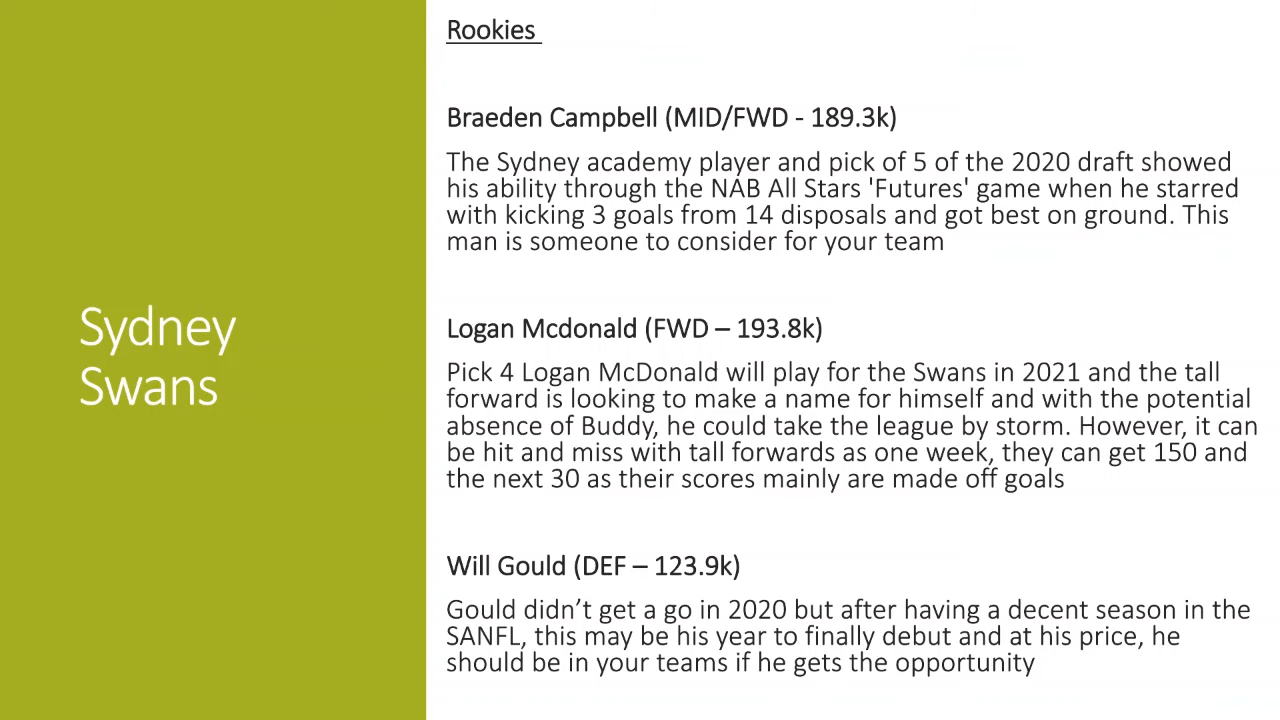 Sydney
Swans
Rookies
Braeden Campbell (MID/FWD - 189.3k)
The Sydney academy player and pick of 5 of the 2020 draft showed
his ability through the NAB All Stars 'Futures' game when he starred
with kicking 3 goals from 14 disposals and got best on ground. This
man is someone to consider for your team
Logan Mcdonald (FWD – 193.8k)
Pick 4 Logan McDonald will play for the Swans in 2021 and the tall
forward is looking to make a name for himself and with the potential
absence of Buddy, he could take the league by storm. However, it can
be hit and miss with tall forwards as one week, they can get 150 and
the next 30 as their scores mainly are made off goals
Will Gould (DEF – 123.9k)
Gould didn’t get a go in 2020 but after having a decent season in the
SANFL, this may be his year to finally debut and at his price, he
should be in your teams if he gets the opportunity